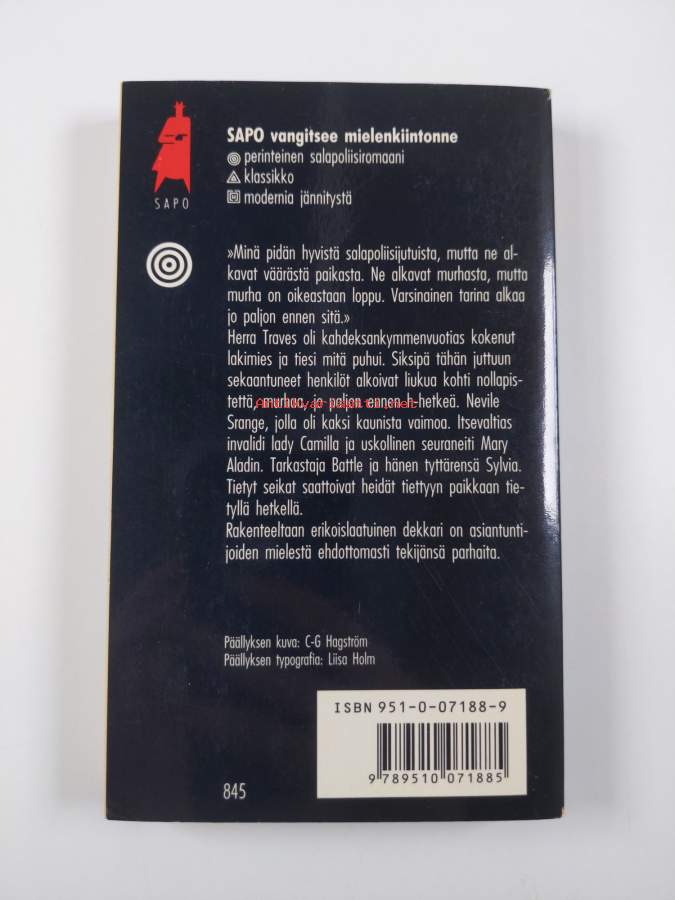 SAPO vangitsee mielenkiintonne
perinteinen salapoliisiromaani
klassikko
modernia jännitystä
SAPO
»Minä pidän hyvistä salapoliisijutuista, mutta ne al-
kavat väärästä paikasta. Ne alkavat murhasta, mutta
murha on oikeastaan loppu. Varsinainen tarina alkaa
jo paljon ennen sitä.»
Herra Traves oli kahdeksankymmenvuotias kokenut
lakimies ja tiesi mitä puhui. Siksipä tähän juttuun
sekaantuneet henkilöt alkoivat liukua kohti nollapis-
tettä, murhaa, jo paljon ennen h-hetkeä. Nevile
Srange, jolla oli kaksi kaunista vaimoa. Itsevaltias
invalidi lady Camilla ja uskollinen seuraneiti Mary
Aladin. Tarkastaja Battle ja hänen tyttärensä Sylvia.
Tietyt seikat saattoivat heidät tiettyyn paikkaan tie-
tyllä hetkellä.
Rakenteeltaan erikoislaatuinen dekkari on asiantunti-
joiden mielestä ehdottomasti tekijänsä parhaita.
Päällyksen kuva: C-G Hagström
Päällyksen typografia: Liisa Holm
ISBN 951-0-07188-9
9 789510 071885
845